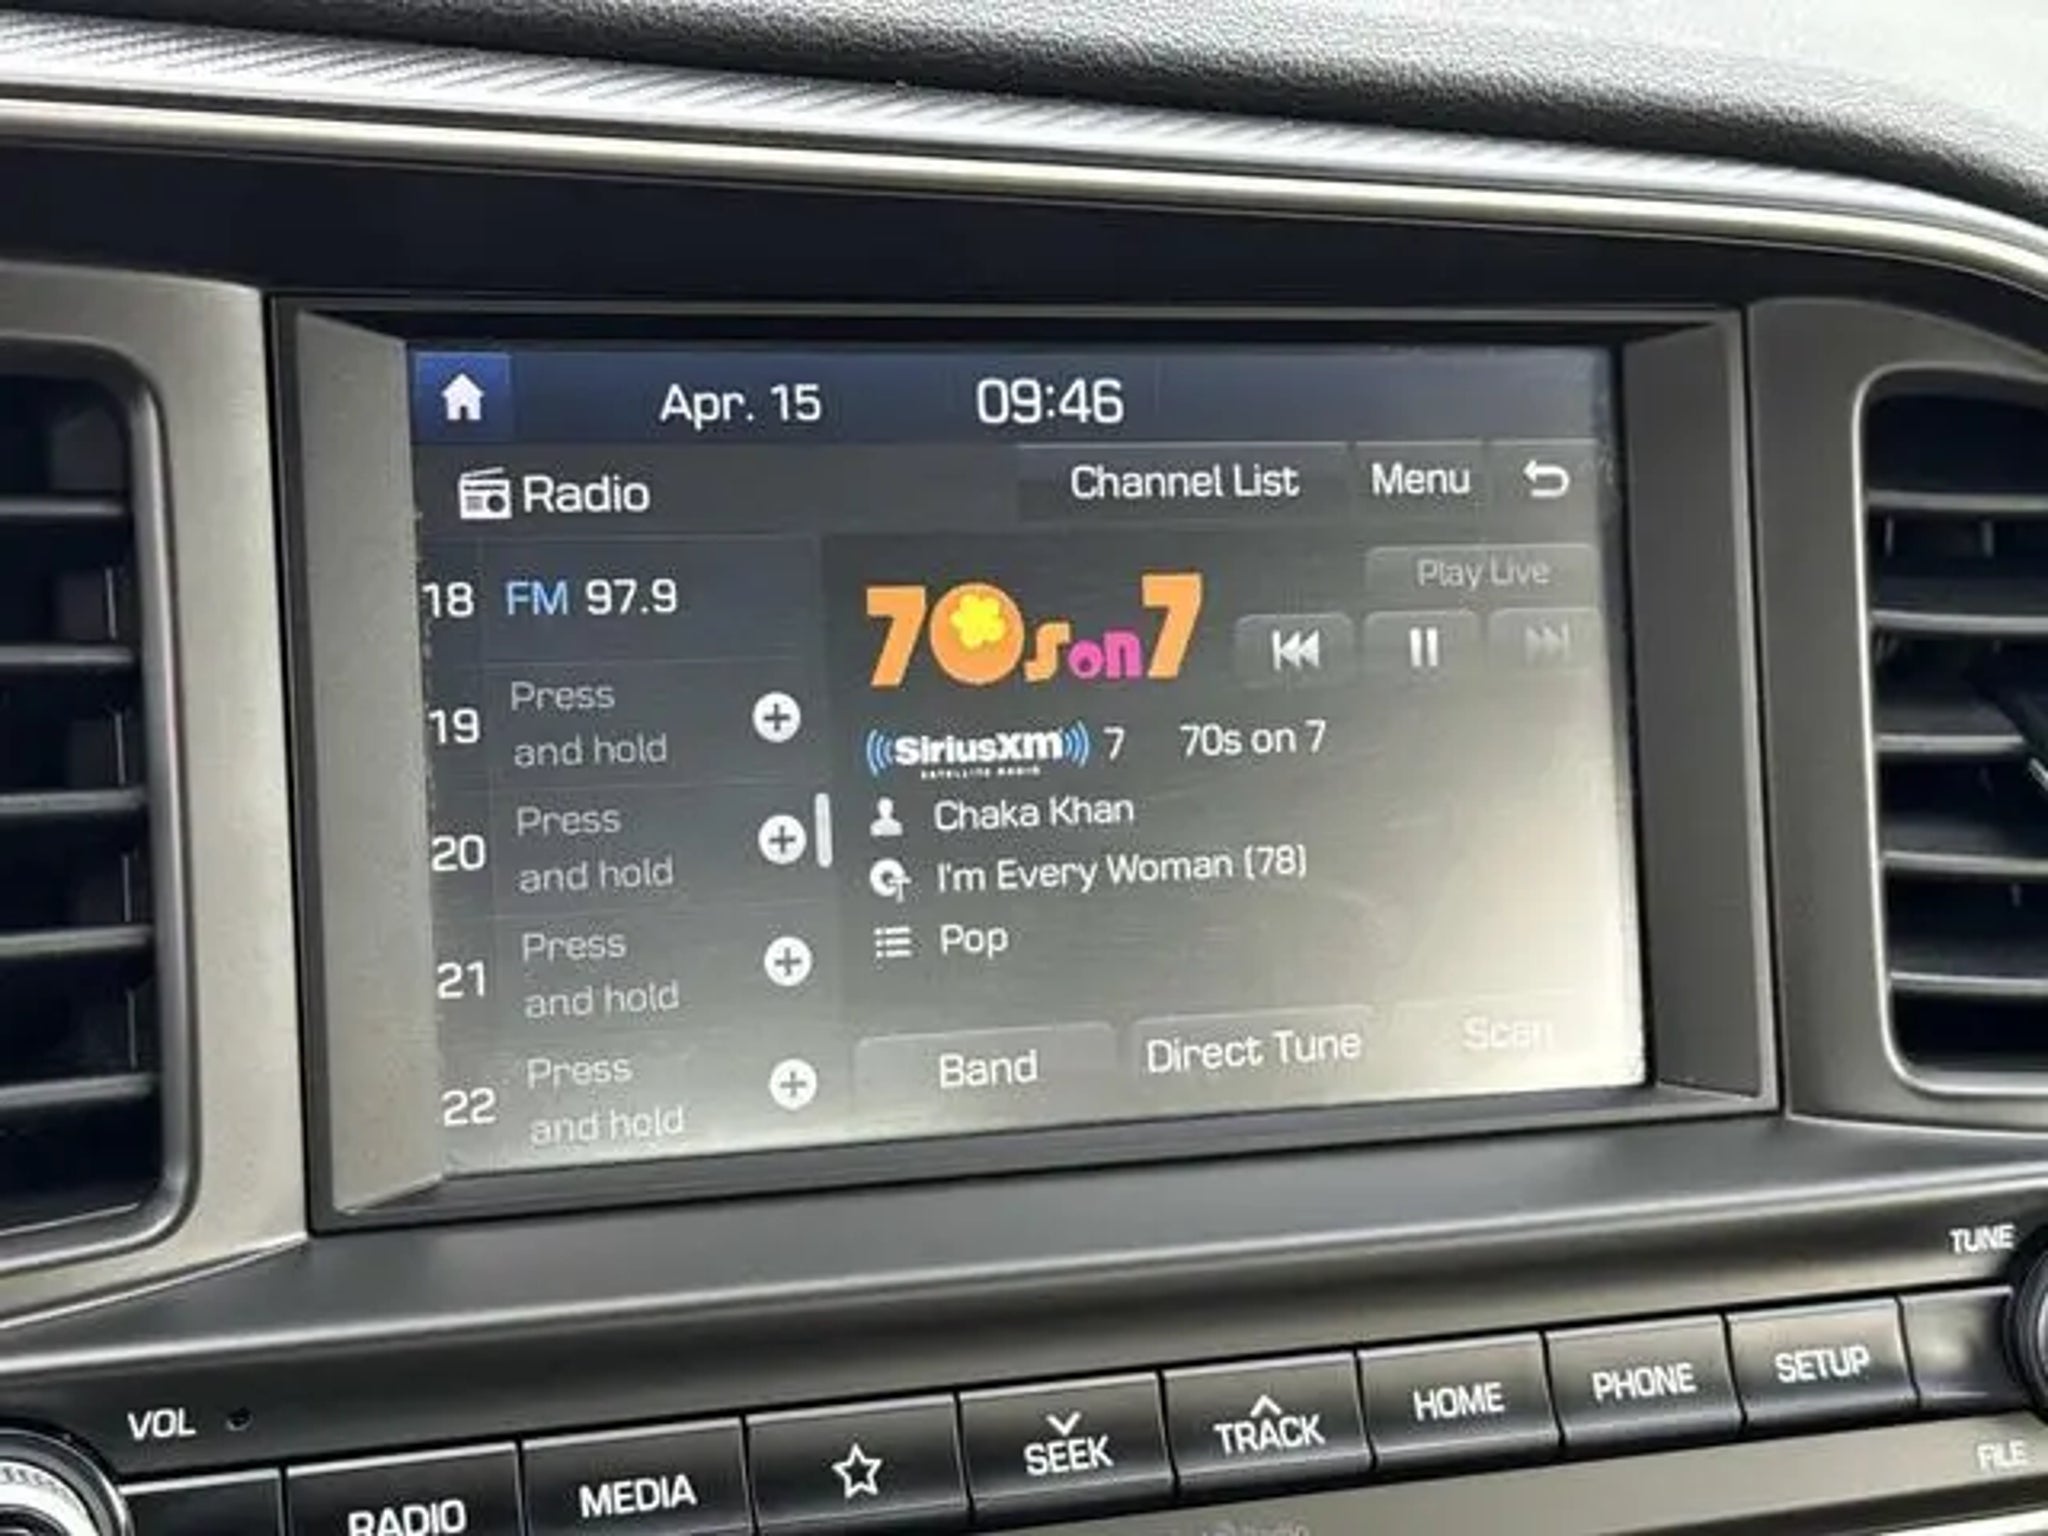 Apr. 15 09:46
Radio Channel List Menu
18 FM 97.9
19 Press
and hold
20 Press
and hold
21 Press
and hold
22 Press
and hold
Play Live
70s on 7
SiriusXM 7 70s on 7
SATELLITE RADIO
Chaka Khan
I'm Every Woman (78)
Pop
Band Direct Tune Scan
VOL
TUNE
RADIO MEDIA SEEK TRACK HOME PHONE SETUP
FILE